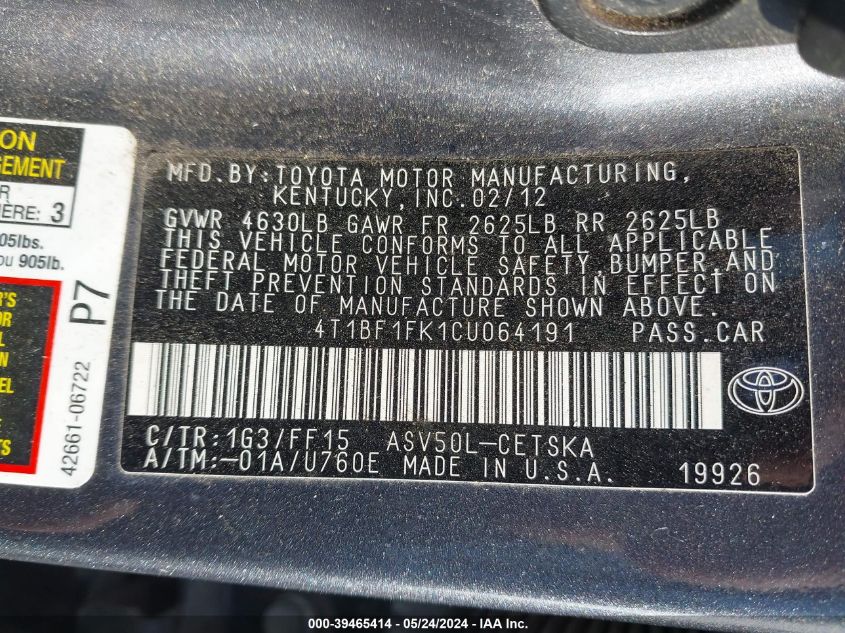 ON
GEMENT
R
HERE: 3
905lbs.
ou 905lb.
P7
42661-06722
MFD.BY:TOYOTA MOTOR MANUFACTURING,
KENTUCKY, INC. 02/12
GVWR 4630LB GAWR FR 2625LB RR 2625LB
THIS VEHICLE CONFORMS TO ALL APPLICABLE
FEDERAL MOTOR VEHICLE SAFETY, BUMPER, AND
THEFT PREVENTION STANDARDS IN EFFECT ON
THE DATE OF MANUFACTURE SHOWN ABOVE.
4T1BF1FK1CU064191 PASS.CAR
C/TR:1G3/FF15 ASV50L-CETSKA
A/TM:-01A/U760E MADE IN U.S.A.
19926
000-39465414 - 05/24/2024 - IAA Inc.